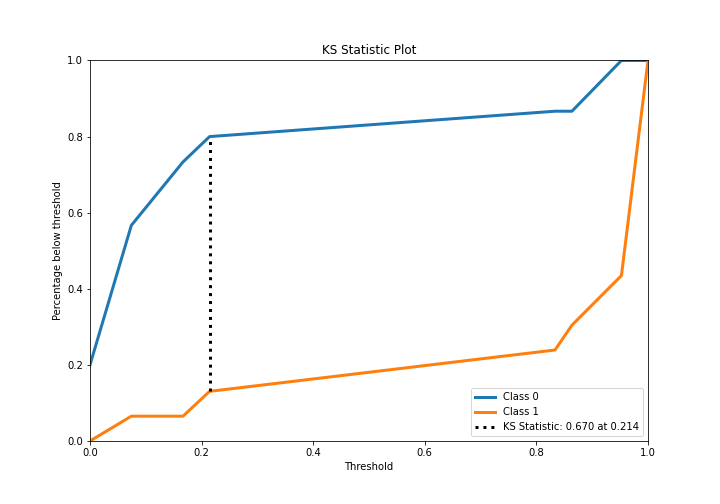 KS Statistic Plot
1.0
0.8
0.6
0.4
0.2
0.0
Percentage below threshold
0.0 0.2 0.4 0.6 0.8 1.0
Threshold
Class 0
Class 1
KS Statistic: 0.670 at 0.214